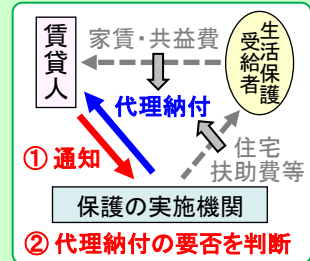 賃貸人
家賃・共益費
生活保護
受給者
代理納付
① 通知
住宅
扶助費等
保護の実施機関
② 代理納付の要否を判断